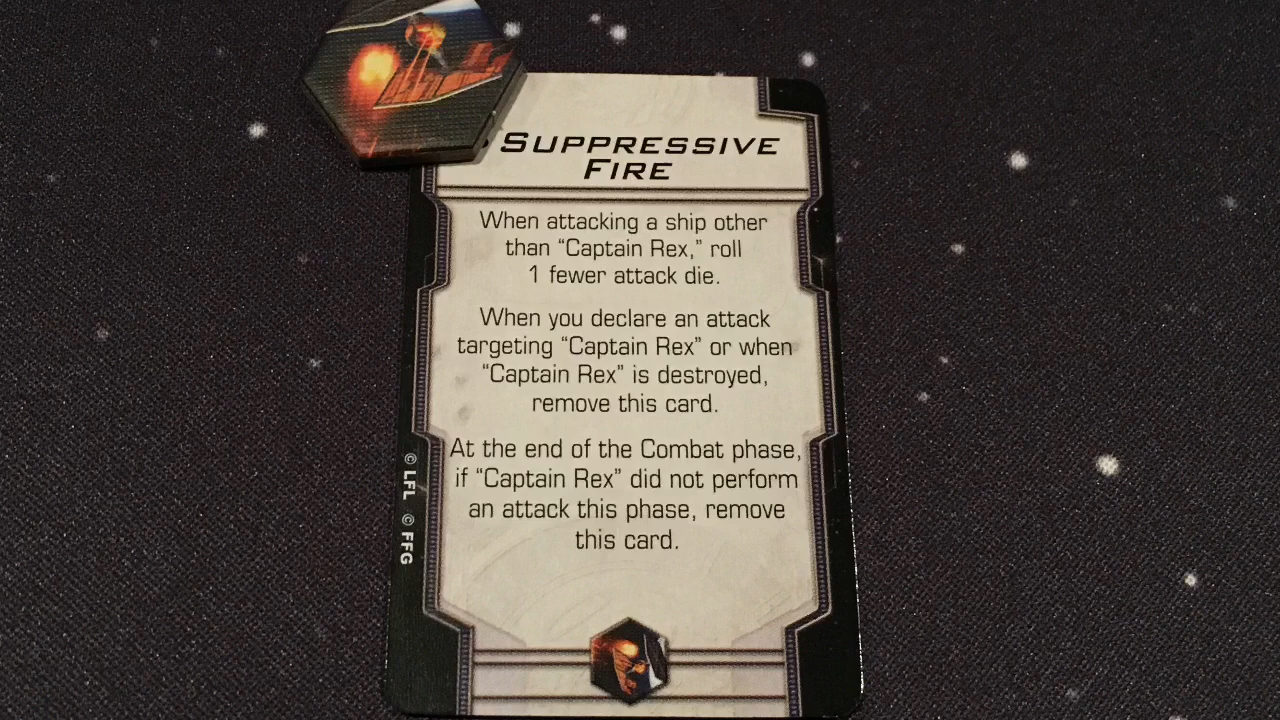 SUPPRESSIVE
FIRE
When attacking a ship other
than “Captain Rex,” roll
1 fewer attack die.
When you declare an attack
targeting “Captain Rex” or when
“Captain Rex” is destroyed,
remove this card.
At the end of the Combat phase,
if “Captain Rex” did not perform
an attack this phase, remove
this card.
© LFL © FFG